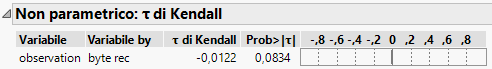 Non parametrico: τ di Kendall
Variabile Variabile by τ di Kendall Prob>|τ| -,8 -,6 -,4 -,2 0 ,2 ,4 ,6 ,8
observation byte rec -0,0122 0,0834